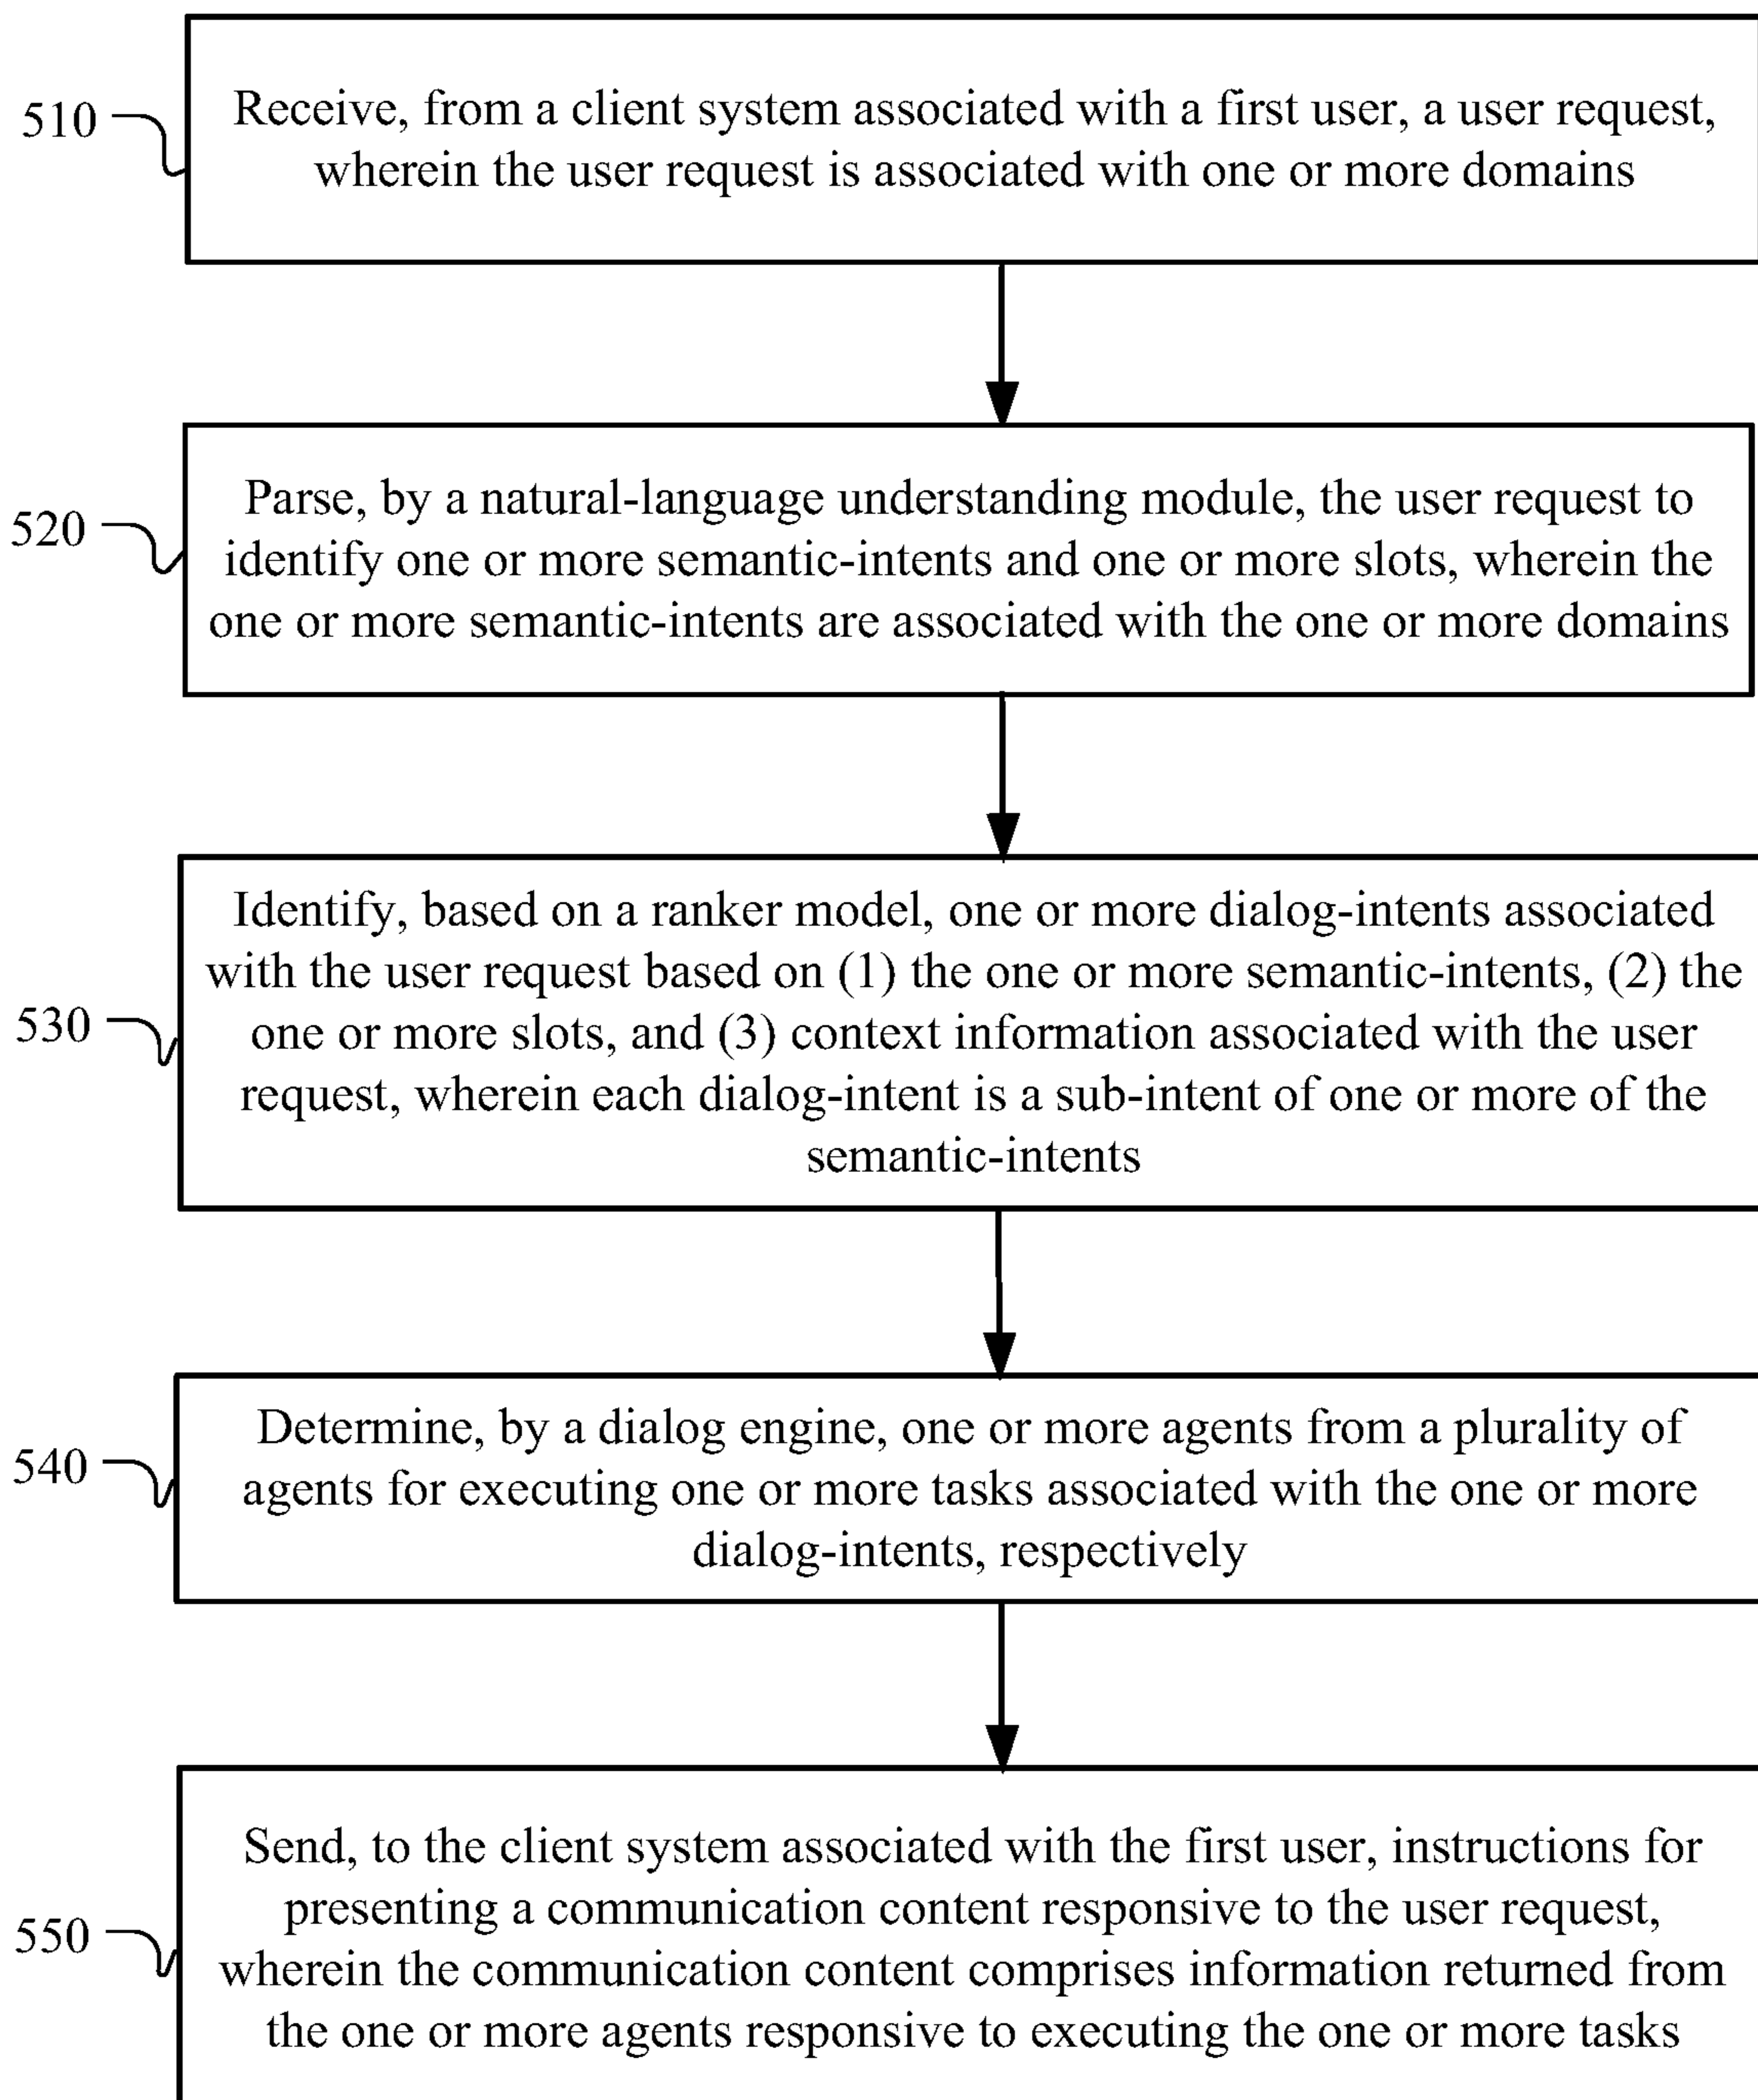 510
Receive, from a client system associated with a first user, a user request,
wherein the user request is associated with one or more domains
520
Parse, by a natural-language understanding module, the user request to
identify one or more semantic-intents and one or more slots, wherein the
one or more semantic-intents are associated with the one or more domains
530
Identify, based on a ranker model, one or more dialog-intents associated
with the user request based on (1) the one or more semantic-intents, (2) the
one or more slots, and (3) context information associated with the user
request, wherein each dialog-intent is a sub-intent of one or more of the
semantic-intents
540
Determine, by a dialog engine, one or more agents from a plurality of
agents for executing one or more tasks associated with the one or more
dialog-intents, respectively
550
Send, to the client system associated with the first user, instructions for
presenting a communication content responsive to the user request,
wherein the communication content comprises information returned from
the one or more agents responsive to executing the one or more tasks